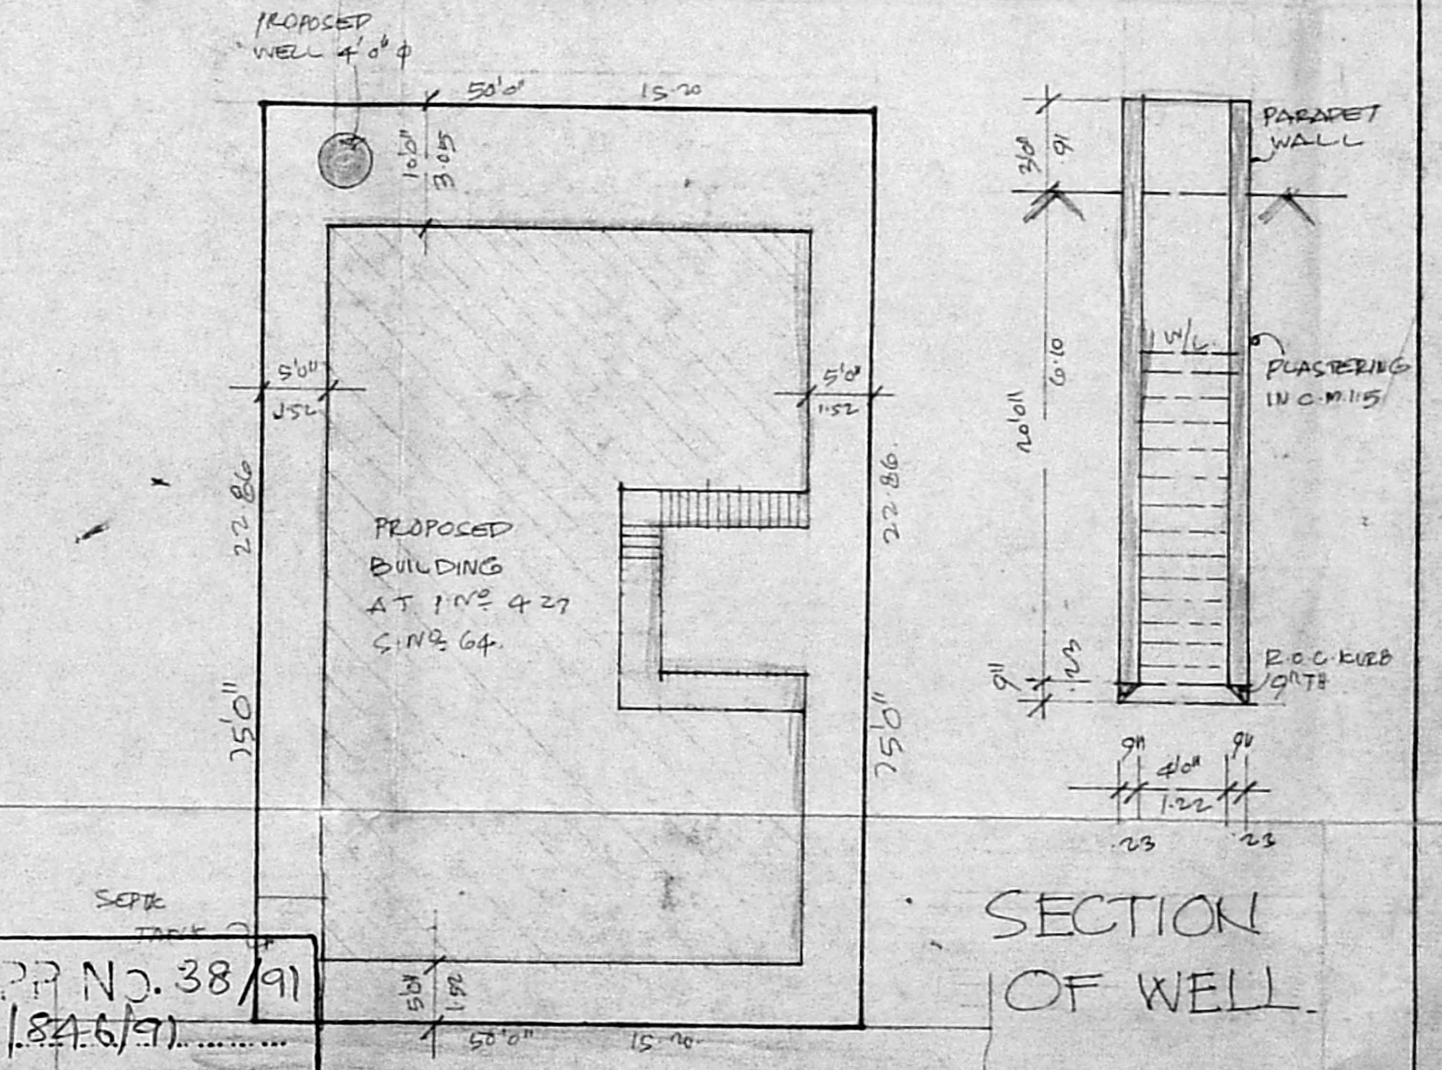 PROPOSED
WELL 4'0" φ
50'0" 15.20
10'0"
3.05
5'0"
1.52
5'0"
1.52
22.86
22.86
PROPOSED
BUILDING
AT P.Nº 427
S.Nº 64.
75'0"
75'0"
SEPTIC
TANK
5'0"
1.52
50'0" 15.20
NO. 38/91
1846/91
PARAPET
WALL
3'0"
.91
W/L
PLASTERING
IN C.M.1:5
6.10
20'0"
R.C.C. KURB
9" TH
9"
.23
9" 4'0" 9"
1.22
.23 .23
SECTION
OF WELL.